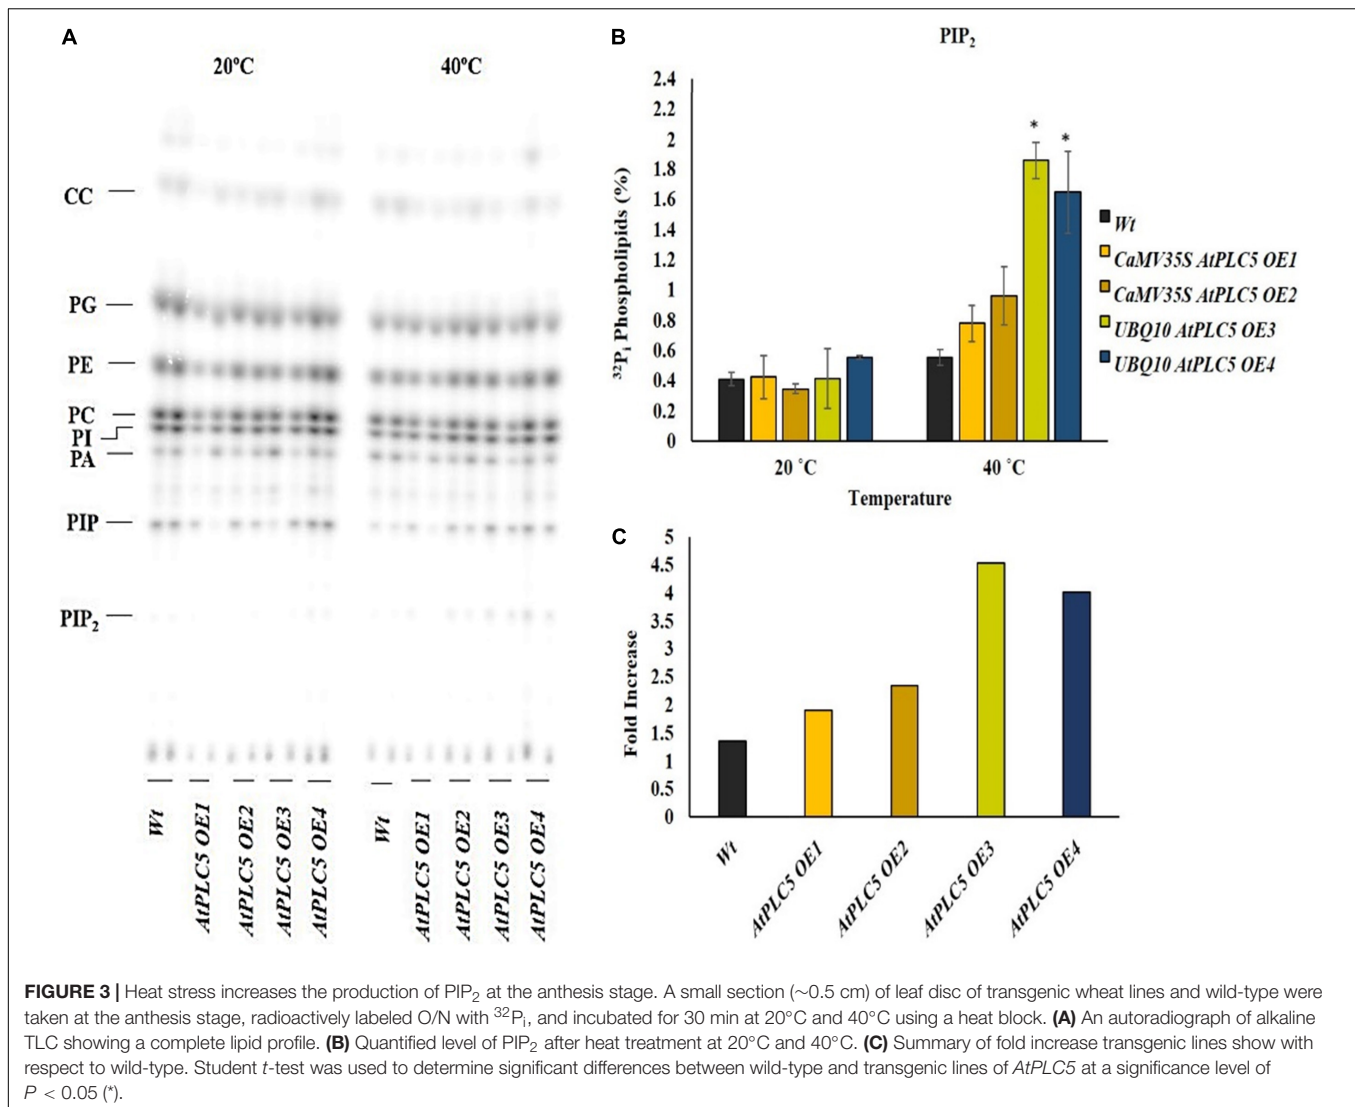 A
20ºC
40ºC
CC
PG
PE
PC
PI
PA
PIP
PIP₂
Wt
AtPLC5 OE1
AtPLC5 OE2
AtPLC5 OE3
AtPLC5 OE4
Wt
AtPLC5 OE1
AtPLC5 OE2
AtPLC5 OE3
AtPLC5 OE4
B
PIP₂
³²Pᵢ Phospholipids (%)
2.4
2.2
2
1.8
1.6
1.4
1.2
1
0.8
0.6
0.4
0.2
0
*
*
20 ˚C
40 ˚C
Temperature
Wt
CaMV35S AtPLC5 OE1
CaMV35S AtPLC5 OE2
UBQ10 AtPLC5 OE3
UBQ10 AtPLC5 OE4
C
Fold Increase
5
4.5
4
3.5
3
2.5
2
1.5
1
0.5
0
Wt
AtPLC5 OE1
AtPLC5 OE2
AtPLC5 OE3
AtPLC5 OE4
FIGURE 3 | Heat stress increases the production of PIP₂ at the anthesis stage. A small section (∼0.5 cm) of leaf disc of transgenic wheat lines and wild-type were
taken at the anthesis stage, radioactively labeled O/N with ³²Pᵢ, and incubated for 30 min at 20°C and 40°C using a heat block. (A) An autoradiograph of alkaline
TLC showing a complete lipid profile. (B) Quantified level of PIP₂ after heat treatment at 20°C and 40°C. (C) Summary of fold increase transgenic lines show with
respect to wild-type. Student t-test was used to determine significant differences between wild-type and transgenic lines of AtPLC5 at a significance level of
P < 0.05 (*).